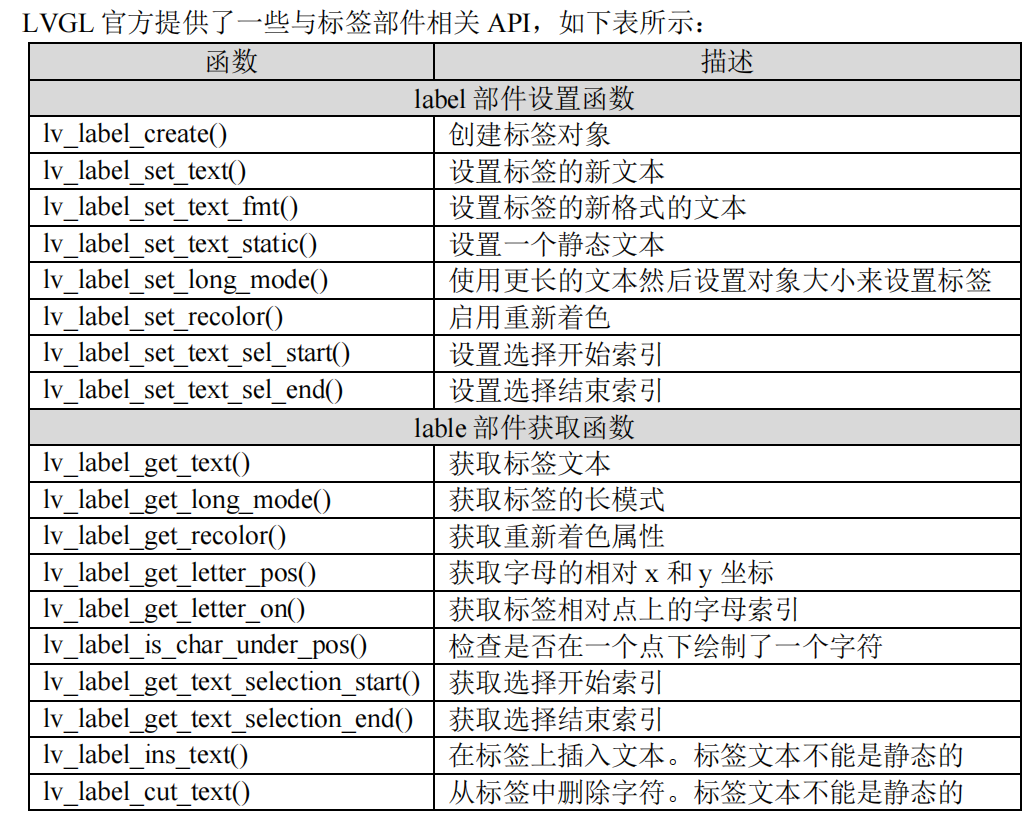 LVGL 官方提供了一些与标签部件相关 API，如下表所示：
函数 描述
label 部件设置函数
lv_label_create() 创建标签对象
lv_label_set_text() 设置标签的新文本
lv_label_set_text_fmt() 设置标签的新格式的文本
lv_label_set_text_static() 设置一个静态文本
lv_label_set_long_mode() 使用更长的文本然后设置对象大小来设置标签
lv_label_set_recolor() 启用重新着色
lv_label_set_text_sel_start() 设置选择开始索引
lv_label_set_text_sel_end() 设置选择结束索引
lable 部件获取函数
lv_label_get_text() 获取标签文本
lv_label_get_long_mode() 获取标签的长模式
lv_label_get_recolor() 获取重新着色属性
lv_label_get_letter_pos() 获取字母的相对 x 和 y 坐标
lv_label_get_letter_on() 获取标签相对点上的字母索引
lv_label_is_char_under_pos() 检查是否在一个点下绘制了一个字符
lv_label_get_text_selection_start() 获取选择开始索引
lv_label_get_text_selection_end() 获取选择结束索引
lv_label_ins_text() 在标签上插入文本。标签文本不能是静态的
lv_label_cut_text() 从标签中删除字符。标签文本不能是静态的